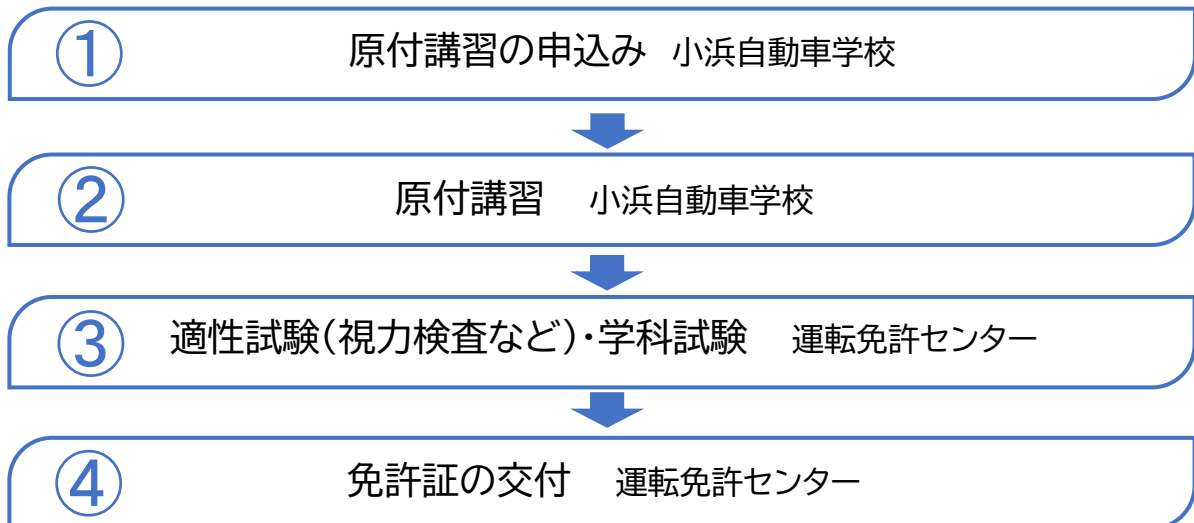 ① 原付講習の申込み 小浜自動車学校
② 原付講習 小浜自動車学校
③ 適性試験(視力検査など)・学科試験 運転免許センター
④ 免許証の交付 運転免許センター